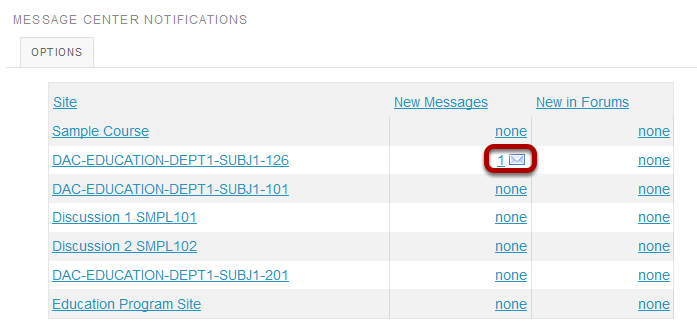 MESSAGE CENTER NOTIFICATIONS
OPTIONS
Site New Messages New in Forums
Sample Course none none
DAC-EDUCATION-DEPT1-SUBJ1-126 1 none
DAC-EDUCATION-DEPT1-SUBJ1-101 none none
Discussion 1 SMPL101 none none
Discussion 2 SMPL102 none none
DAC-EDUCATION-DEPT1-SUBJ1-201 none none
Education Program Site none none